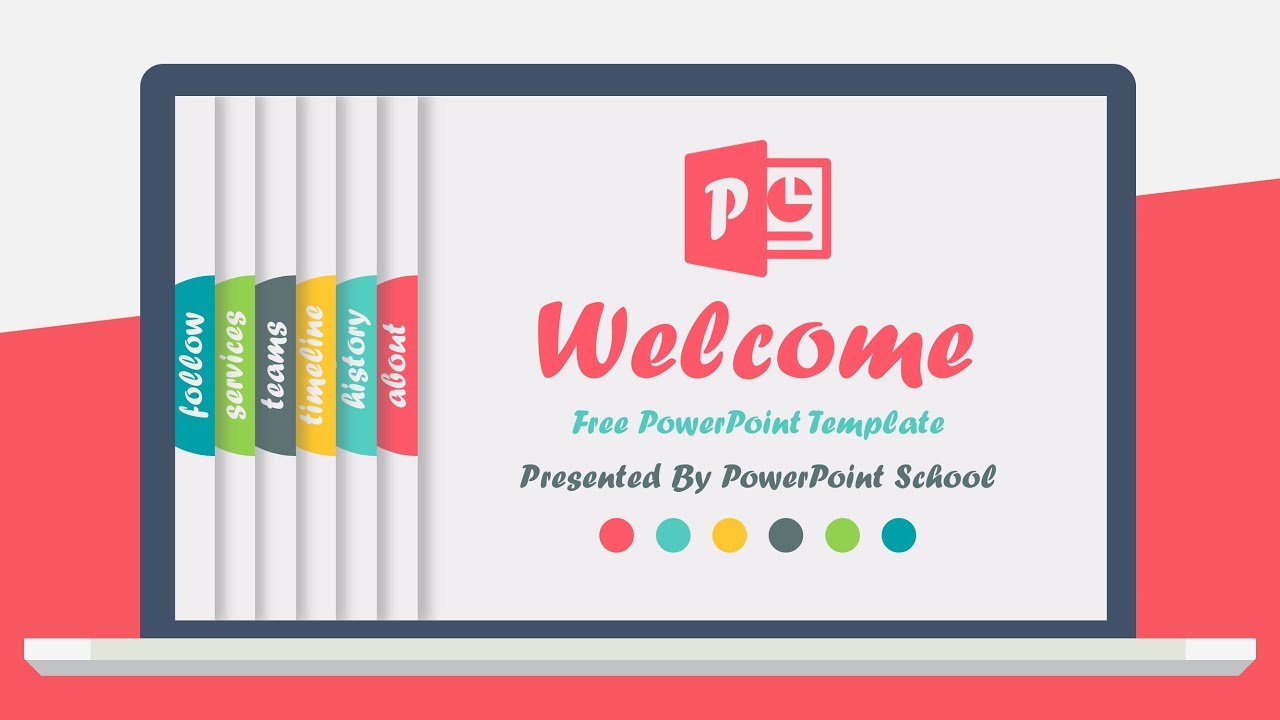 follow
services
teams
timeline
history
about
P
Welcome
Free PowerPoint Template
Presented By PowerPoint School